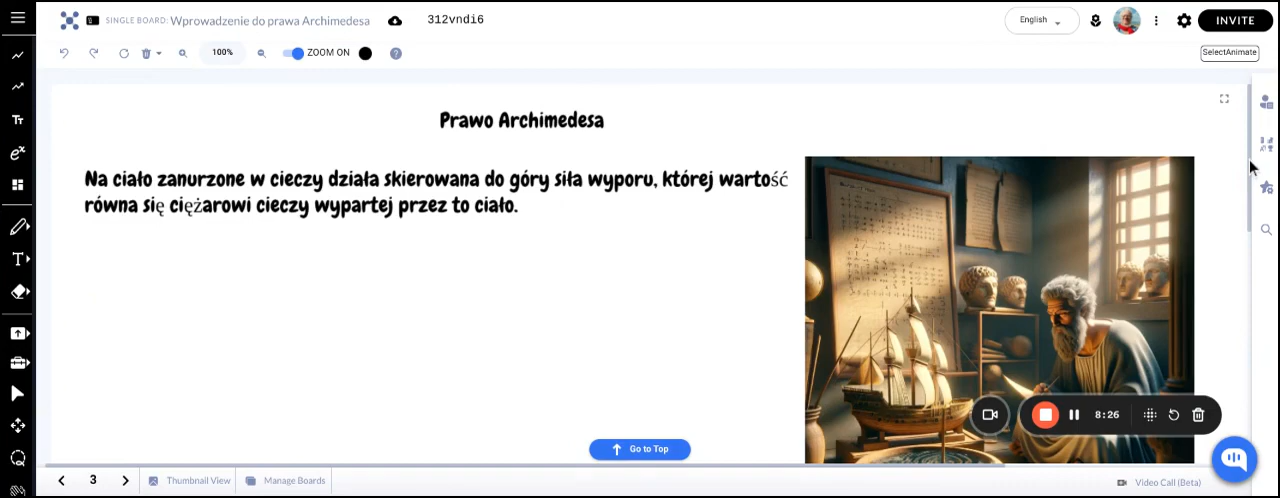 SINGLE BOARD: Wprowadzenie do prawa Archimedesa
312vndi6
English
INVITE
100%
ZOOM ON
?
SelectAnimate
Prawo Archimedesa
Na ciało zanurzone w cieczy działa skierowana do góry siła wyporu, której wartość
równa się ciężarowi cieczy wypartej przez to ciało.
8:26
Go to Top
3
Thumbnail View
Manage Boards
Video Call (Beta)
Tт
eˣ
T